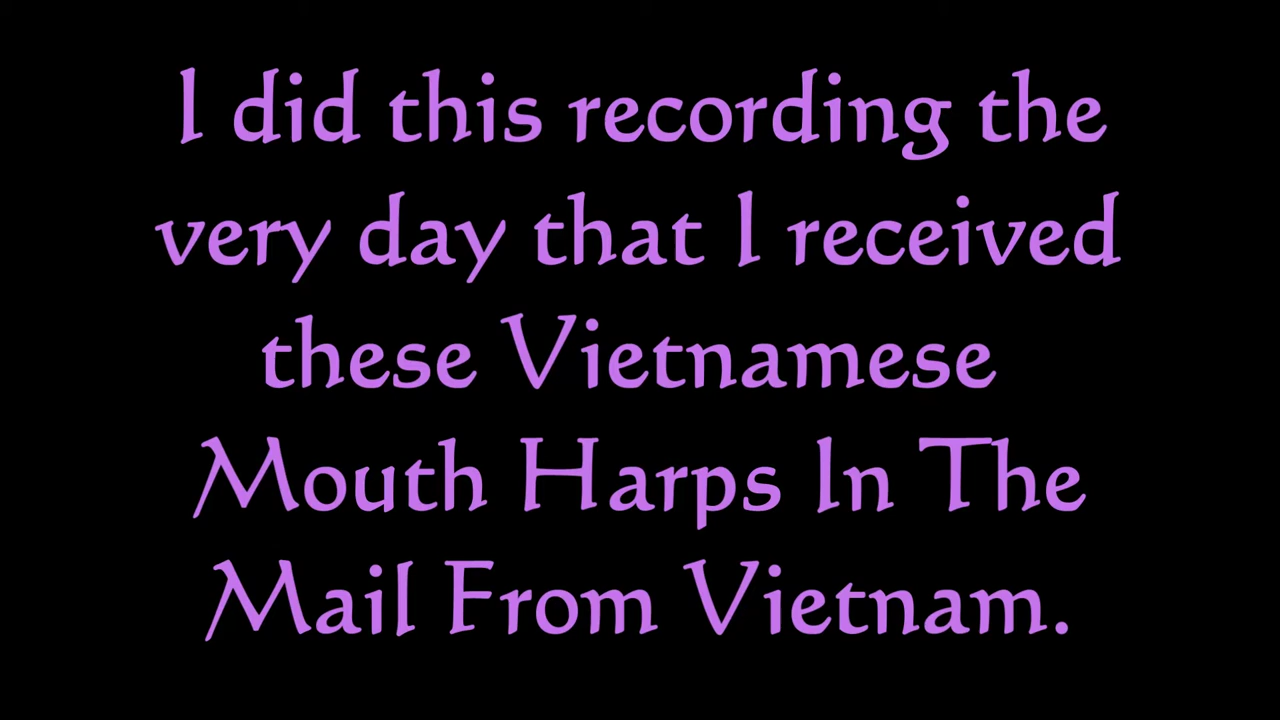 I did this recording the
very day that I received
these Vietnamese
Mouth Harps In The
Mail From Vietnam.